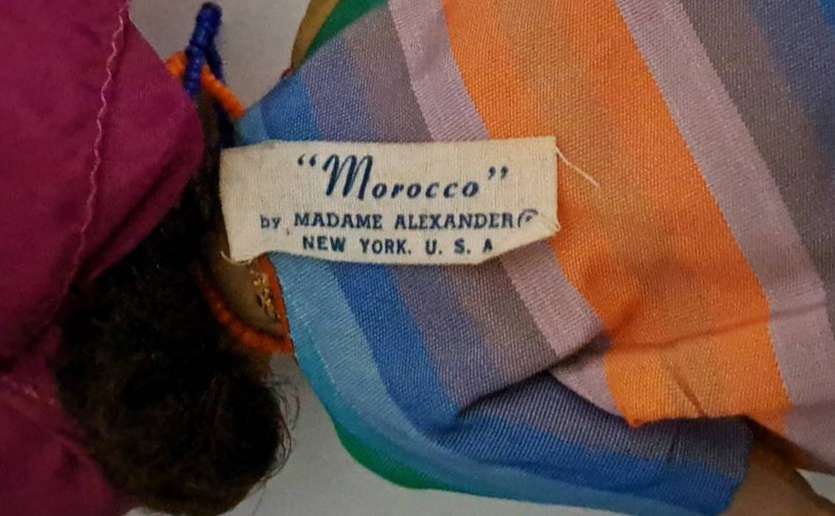 "Morocco"
by MADAME ALEXANDER®
NEW YORK. U. S. A